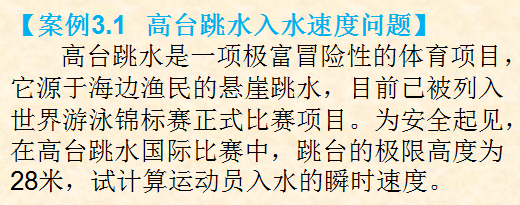 【案例3.1 高台跳水入水速度问题】
高台跳水是一项极富冒险性的体育项目，
它源于海边渔民的悬崖跳水，目前已被列入
世界游泳锦标赛正式比赛项目。为安全起见，
在高台跳水国际比赛中，跳台的极限高度为
28米，试计算运动员入水的瞬时速度。